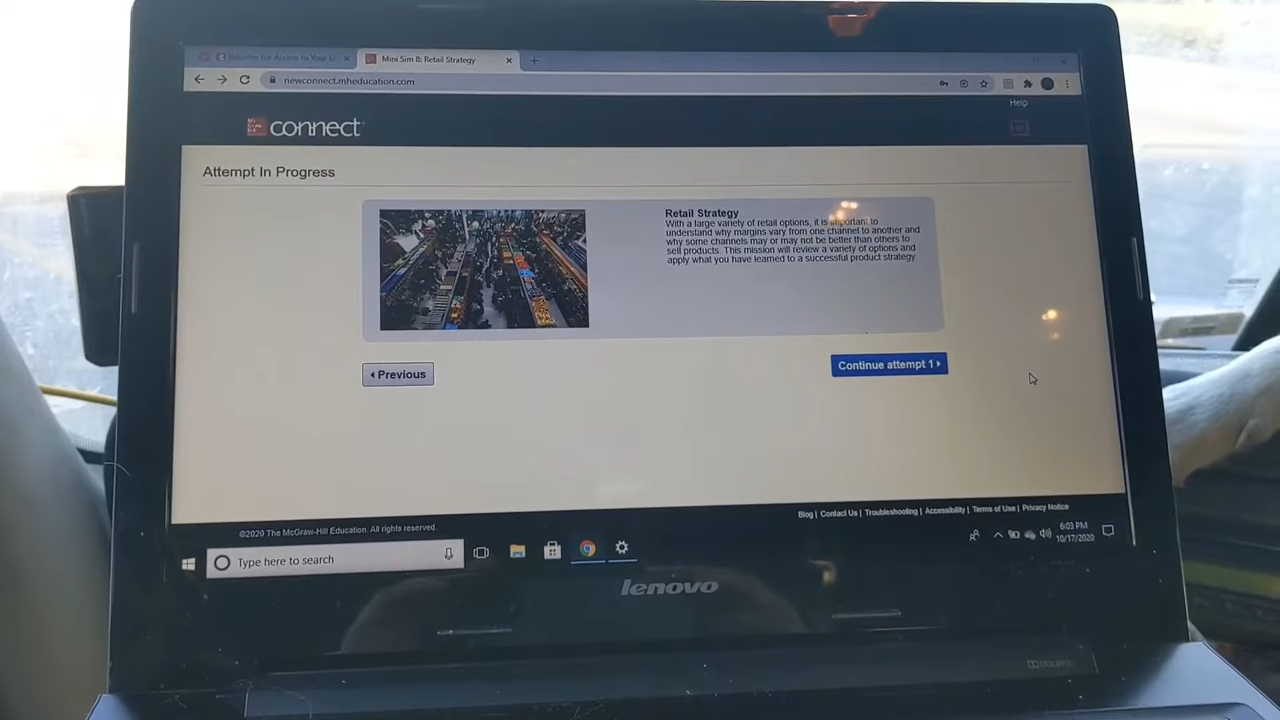 Mini Sim 8: Retail Strategy
newconnect.mheducation.com
Help
connect
Attempt In Progress
Retail Strategy
With a large variety of retail options, it is important to
understand why margins vary from one channel to another and
why some channels may or may not be better than others to
sell products. This mission will review a variety of options and
apply what you have learned to a successful product strategy
Previous
Continue attempt 1
Blog | Contact Us | Troubleshooting | Accessibility | Terms of Use | Privacy Notice
©2020 The McGraw-Hill Education. All rights reserved.
Type here to search
6:03 PM
10/17/2020
lenovo
DOLBY